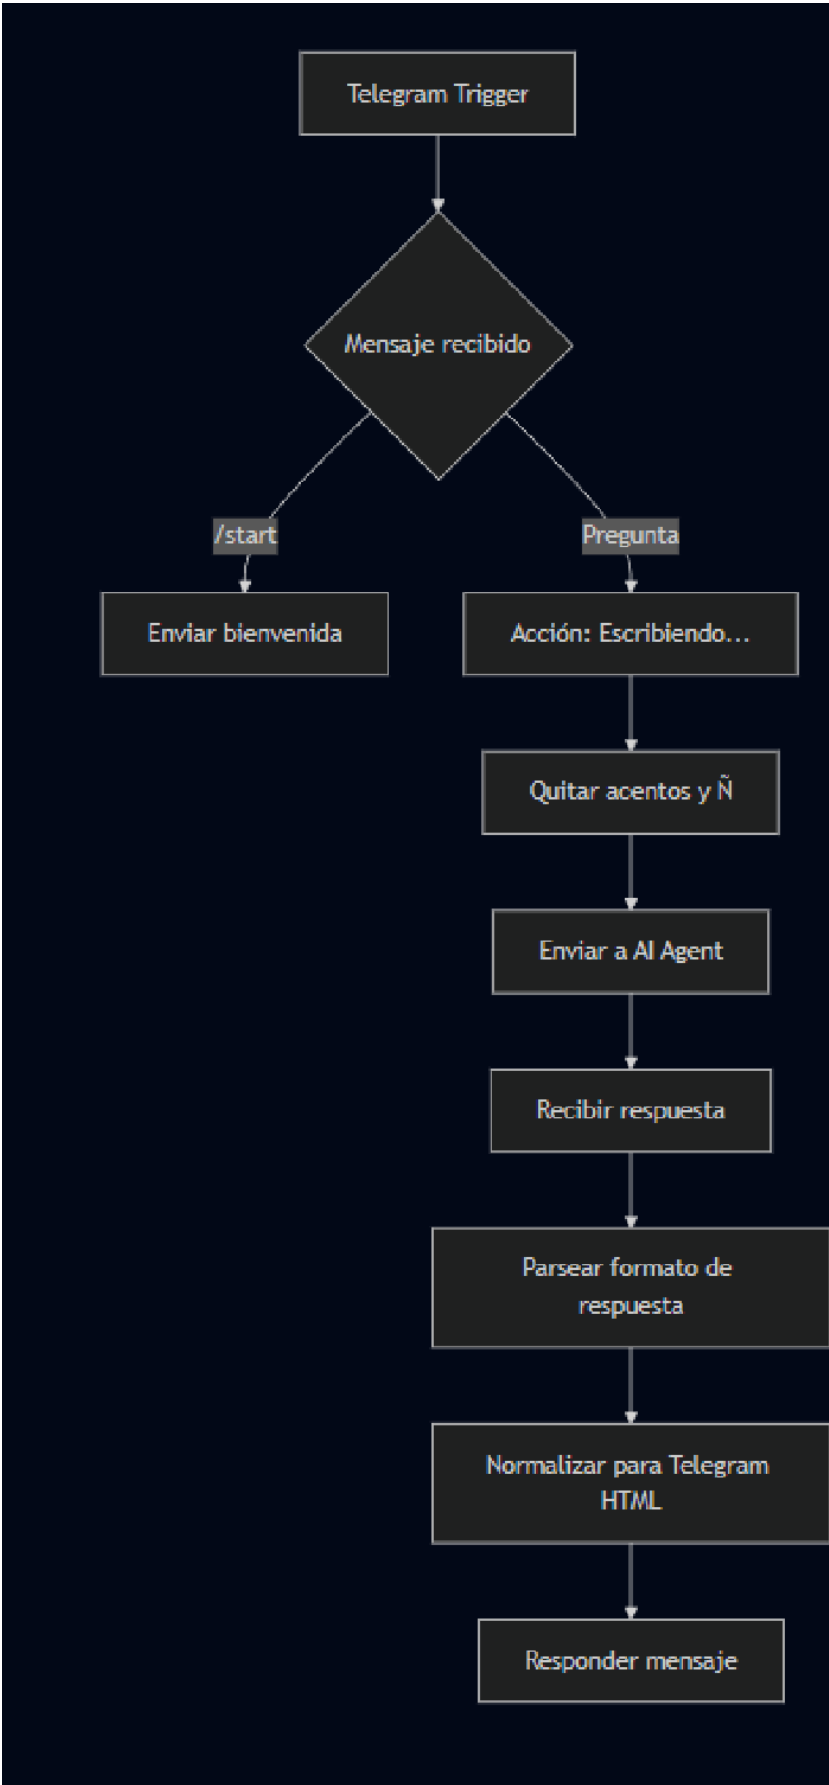 Telegram Trigger
Mensaje recibido
/start
Pregunta
Enviar bienvenida
Acción: Escribiendo...
Quitar acentos y Ñ
Enviar a AI Agent
Recibir respuesta
Parsear formato de
respuesta
Normalizar para Telegram
HTML
Responder mensaje